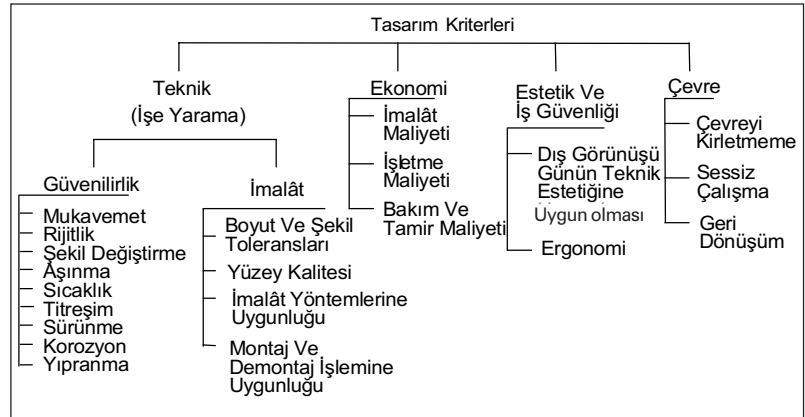 Tasarım Kriterleri
Teknik
(İşe Yarama)
Güvenilirlik
Mukavemet
Rijitlik
Şekil Değiştirme
Aşınma
Sıcaklık
Titreşim
Sürünme
Korozyon
Yıpranma
İmalât
Boyut Ve Şekil
Toleransları
Yüzey Kalitesi
İmalât Yöntemlerine
Uygunluğu
Montaj Ve
Demontaj İşlemine
Uygunluğu
Ekonomi
İmalât
Maliyeti
İşletme
Maliyeti
Bakım Ve
Tamir Maliyeti
Estetik Ve
İş Güvenliği
Dış Görünüşü
Günün Teknik
Estetiğine
Uygun olması
Ergonomi
Çevre
Çevreyi
Kirletmeme
Sessiz
Çalışma
Geri
Dönüşüm